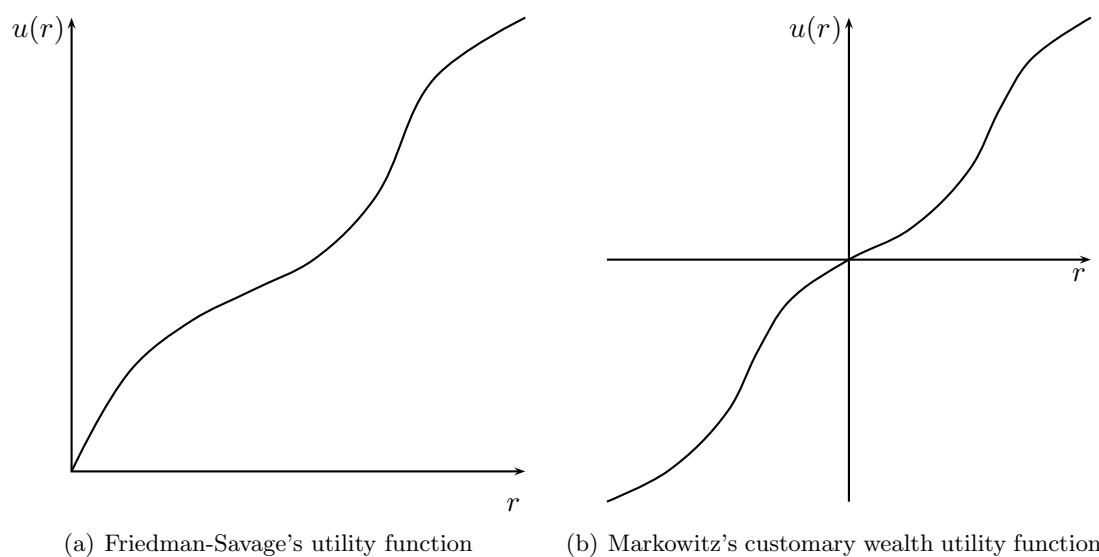 u(r)
r
(a) Friedman-Savage's utility function
u(r)
r
(b) Markowitz's customary wealth utility function